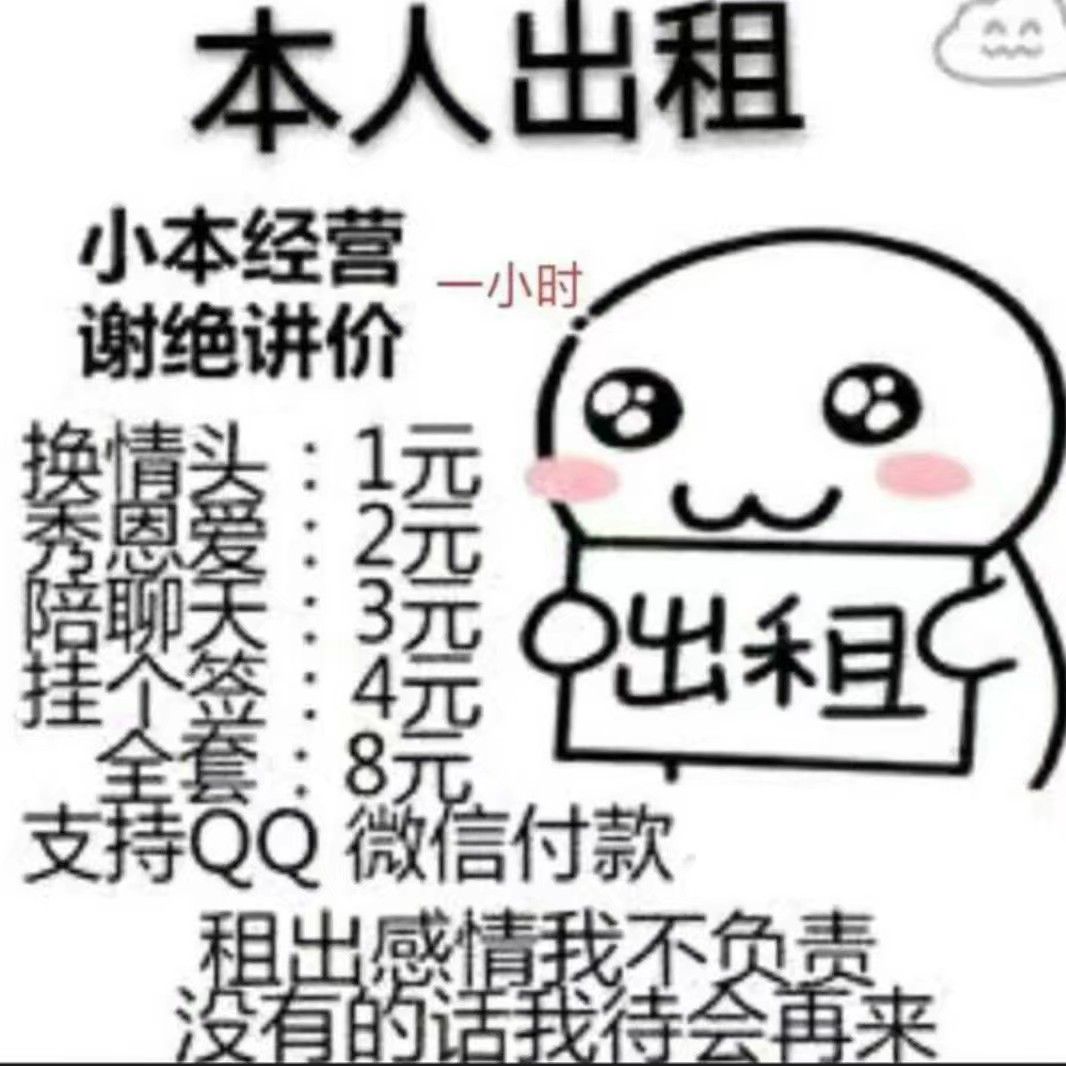 本人出租
小本经营
一小时
谢绝讲价
换情头：1元
秀恩爱：2元
陪聊天：3元
挂个签：4元
全套：8元
出租
支持QQ 微信付款
租出感情我不负责
没有的话我待会再来